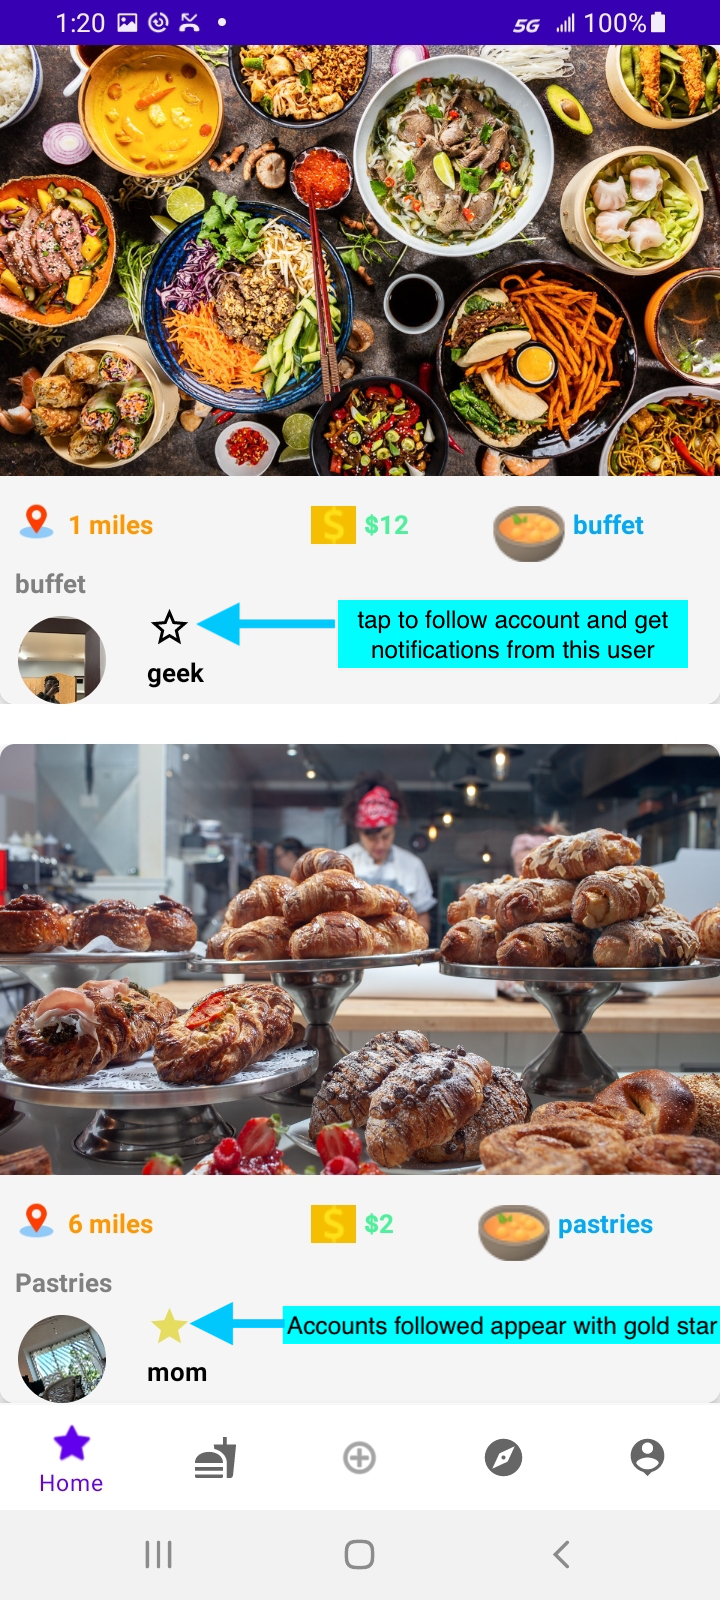 1:20 5G 100%
1 miles $12 buffet
buffet
tap to follow account and get
notifications from this user
geek
6 miles $2 pastries
Pastries
Accounts followed appear with gold star
mom
Home